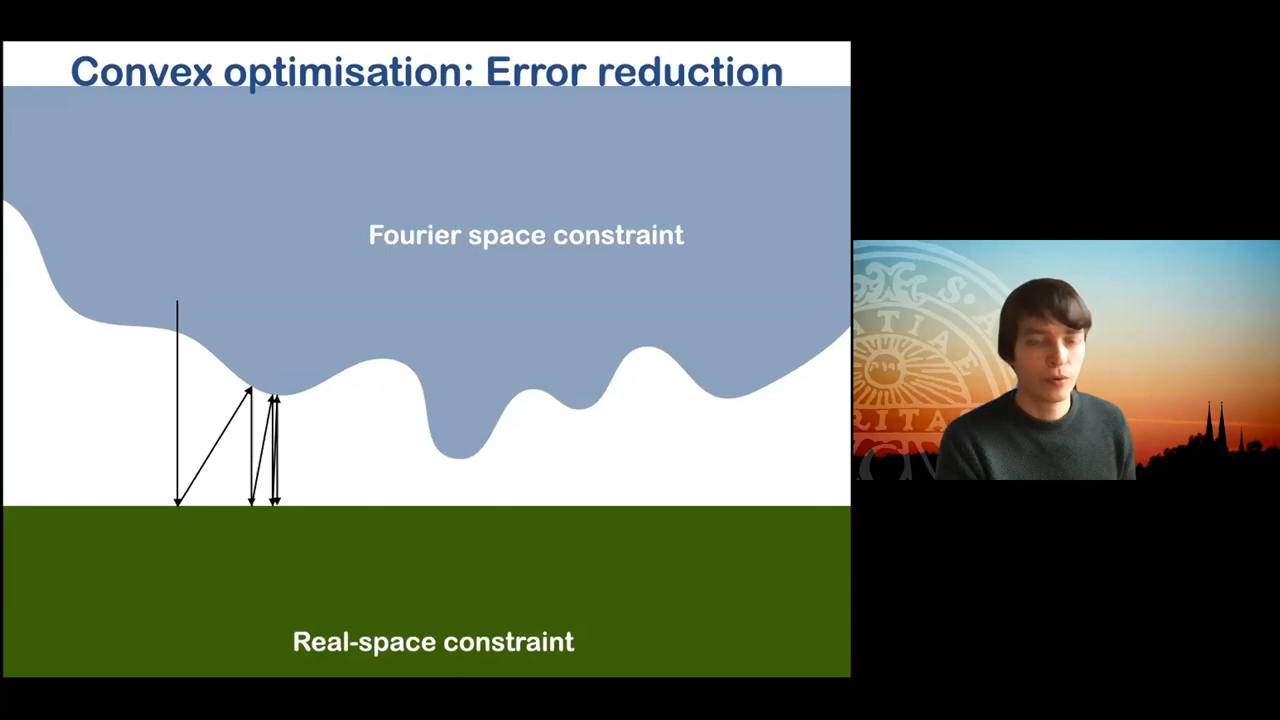 Convex optimisation: Error reduction
Fourier space constraint
Real-space constraint